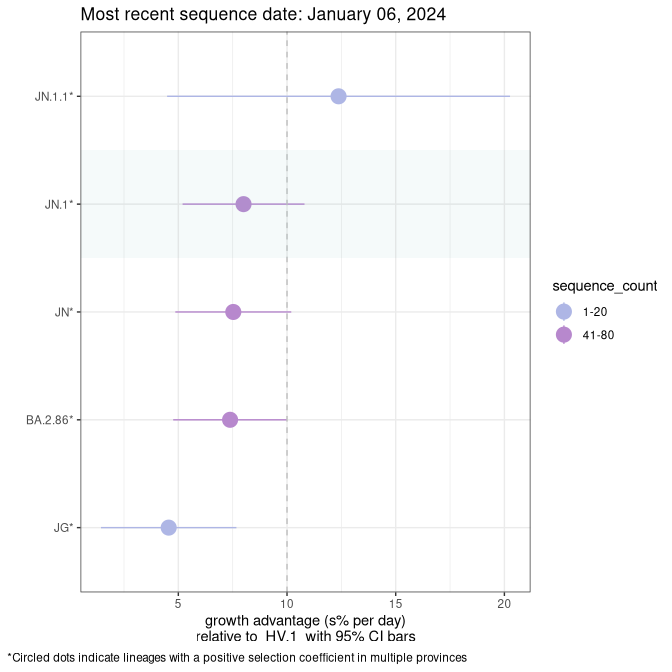 Most recent sequence date: January 06, 2024
JN.1.1*
JN.1*
JN*
BA.2.86*
JG*
5 10 15 20
growth advantage (s% per day)
relative to  HV.1  with 95% CI bars
sequence_count
1-20
41-80
*Circled dots indicate lineages with a positive selection coefficient in multiple provinces